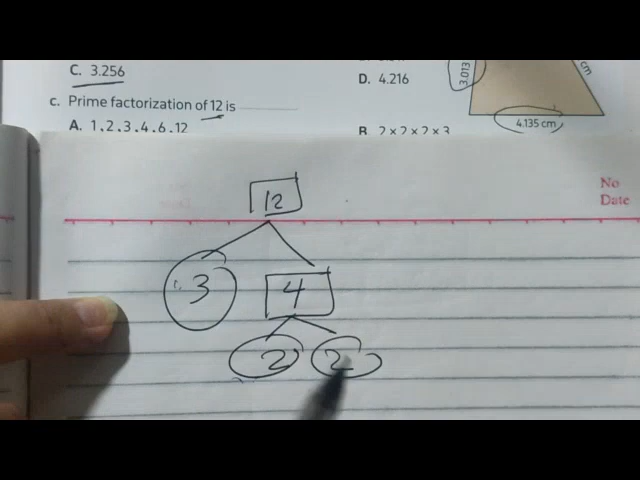 C. 3.256
D. 4.216
3.013
cm
4.135 cm
c. Prime factorization of 12 is
A. 1, 2, 3, 4, 6, 12
B. 2 × 2 × 2 × 3
No
Date
12
3
4
2
2